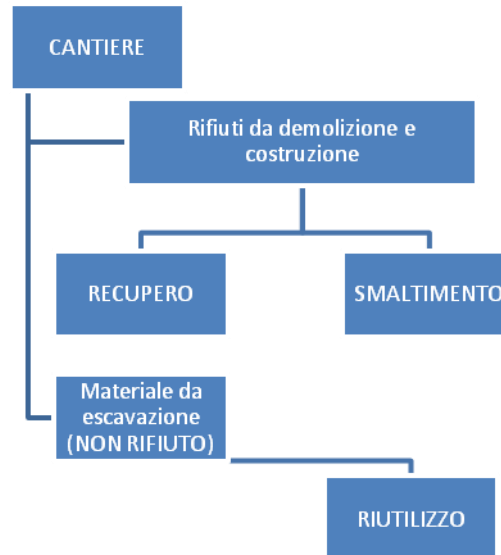 CANTIERE
Rifiuti da demolizione e
costruzione
RECUPERO
SMALTIMENTO
Materiale da
escavazione
(NON RIFIUTO)
RIUTILIZZO